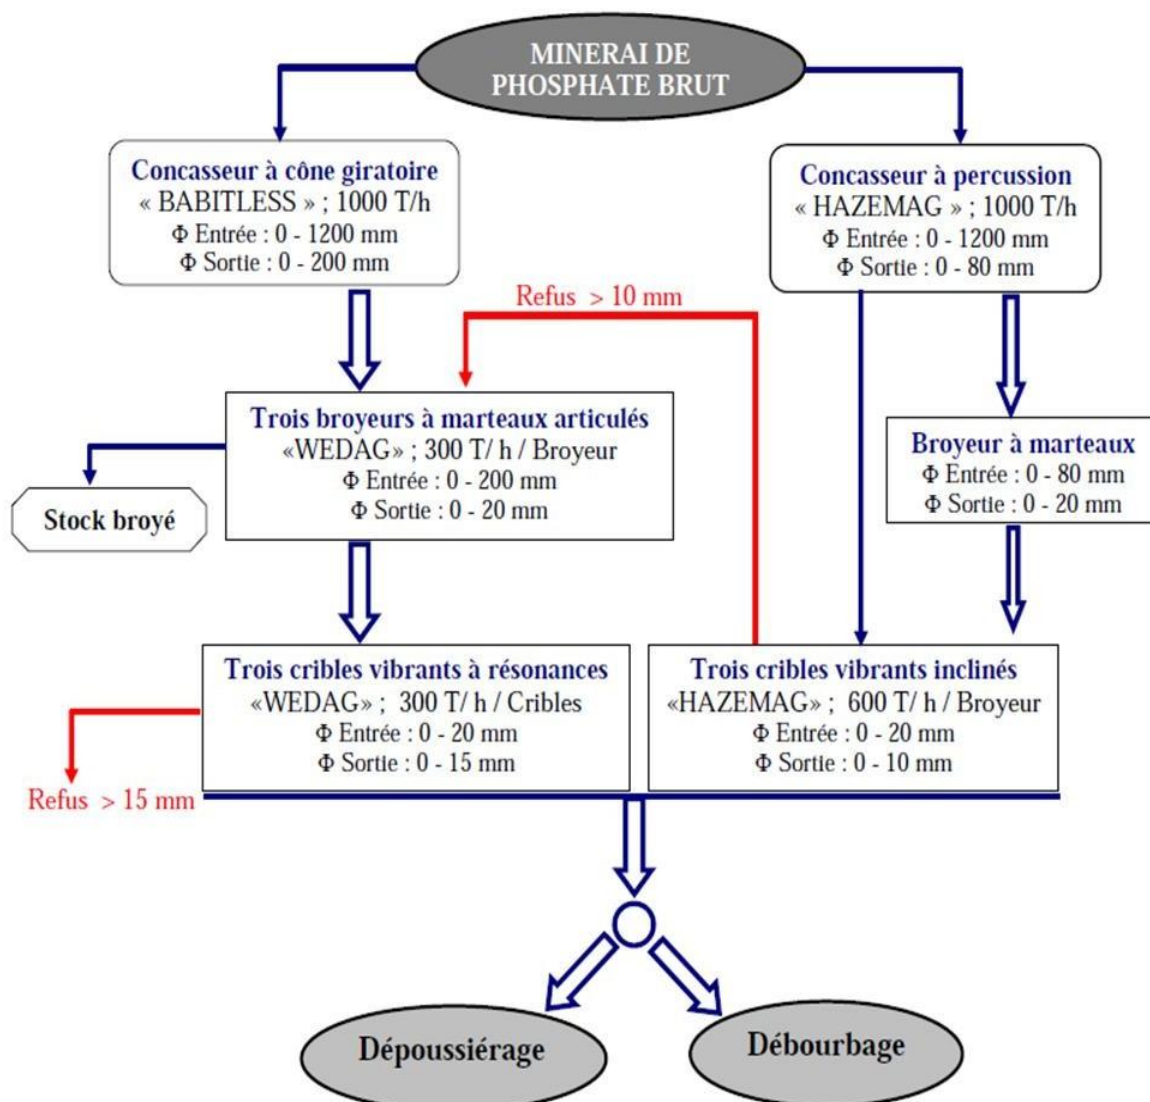 MINERAI DE
PHOSPHATE BRUT
Concasseur à cône giratoire
« BABITLESS » ; 1000 T/h
Φ Entrée : 0 - 1200 mm
Φ Sortie : 0 - 200 mm
Concasseur à percussion
« HAZEMAG » ; 1000 T/h
Φ Entrée : 0 - 1200 mm
Φ Sortie : 0 - 80 mm
Refus > 10 mm
Trois broyeurs à marteaux articulés
«WEDAG» ; 300 T/ h / Broyeur
Φ Entrée : 0 - 200 mm
Φ Sortie : 0 - 20 mm
Broyeur à marteaux
Φ Entrée : 0 - 80 mm
Φ Sortie : 0 - 20 mm
Stock broyé
Trois cribles vibrants à résonances
«WEDAG» ; 300 T/ h / Cribles
Φ Entrée : 0 - 20 mm
Φ Sortie : 0 - 15 mm
Trois cribles vibrants inclinés
«HAZEMAG» ; 600 T/ h / Broyeur
Φ Entrée : 0 - 20 mm
Φ Sortie : 0 - 10 mm
Refus > 15 mm
Dépoussiérage
Débourbage